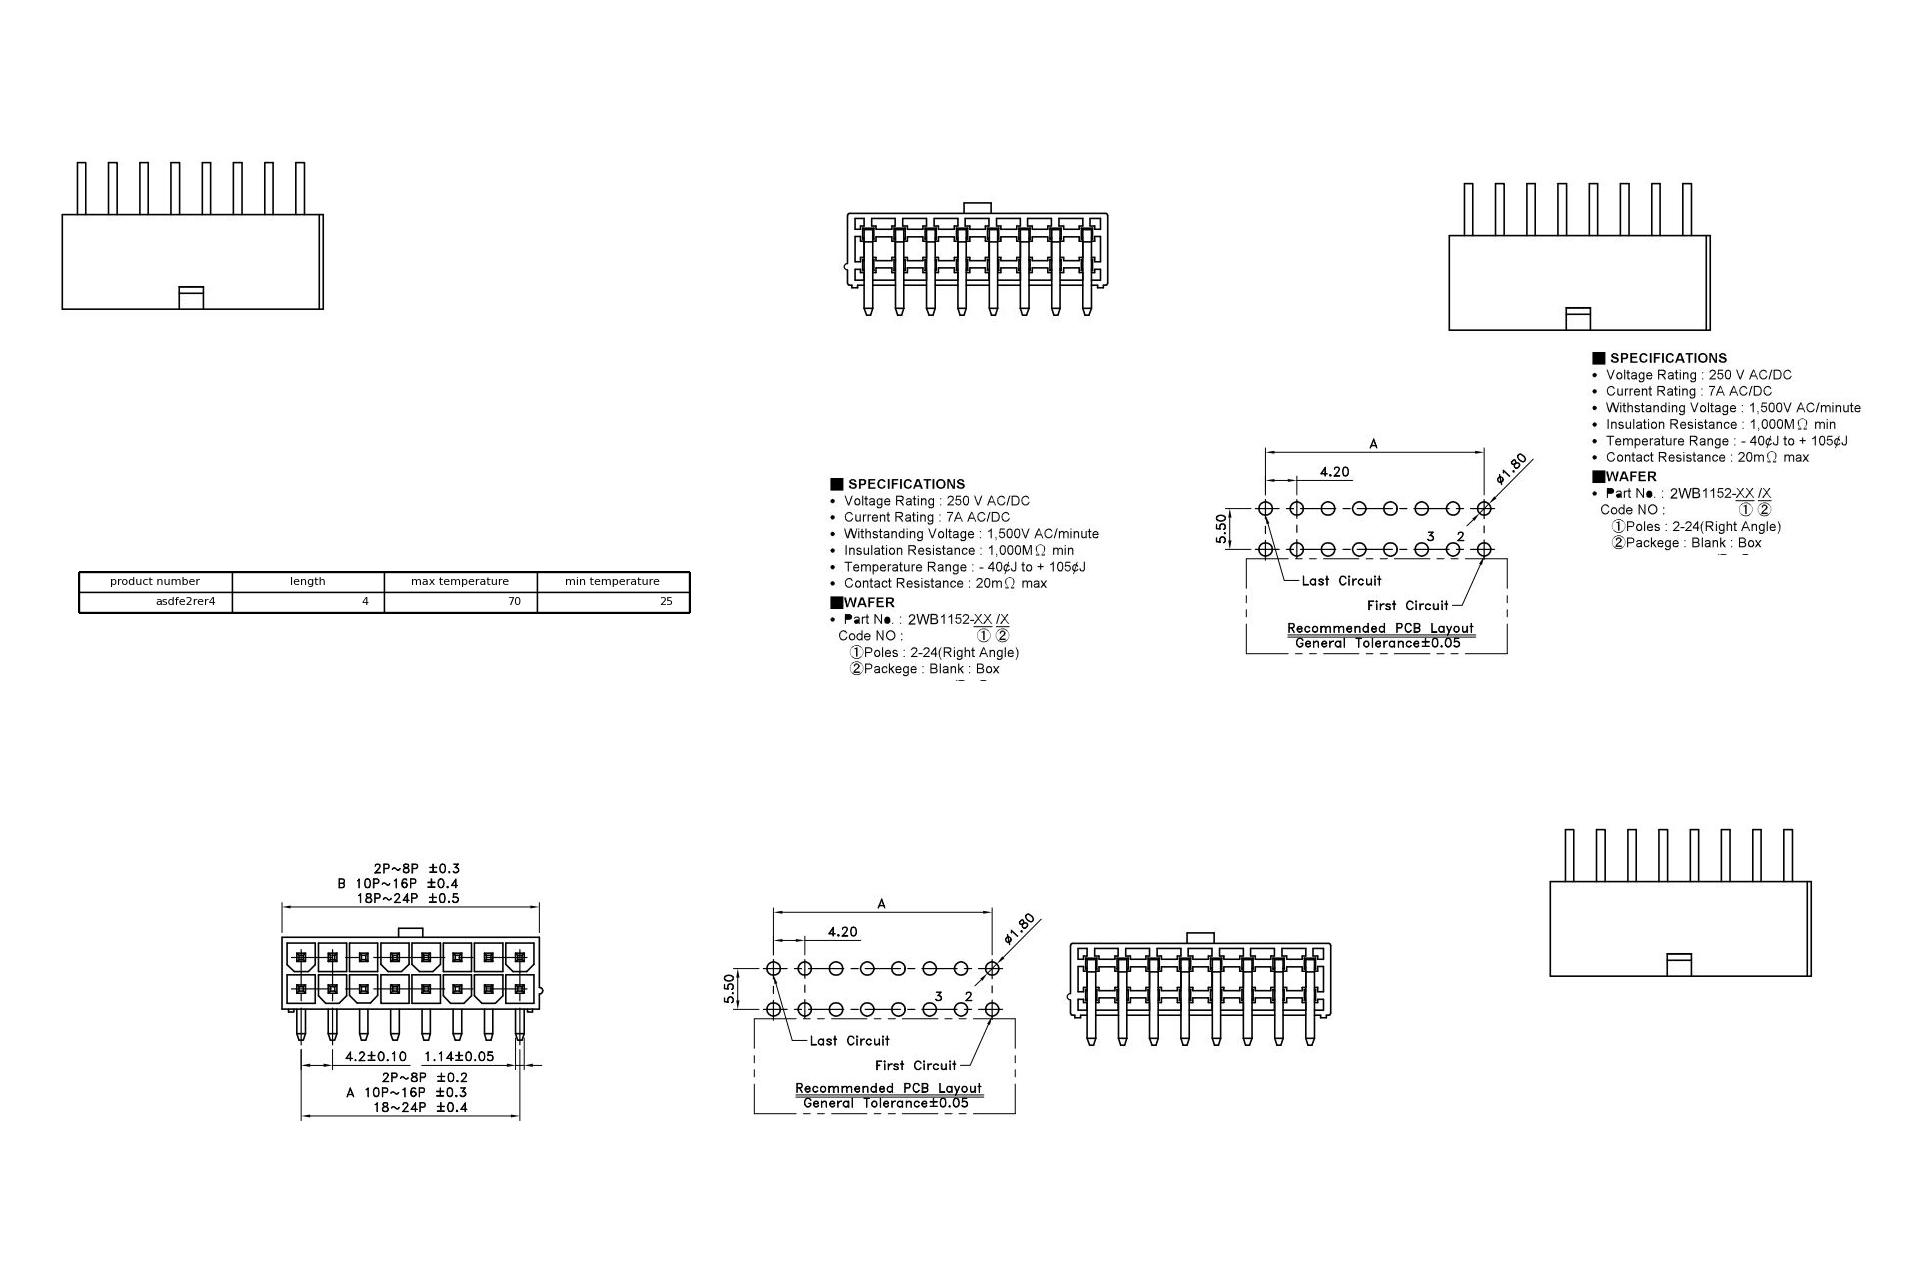 ■ SPECIFICATIONS
• Voltage Rating : 250 V AC/DC
• Current Rating : 7A AC/DC
• Withstanding Voltage : 1,500V AC/minute
• Insulation Resistance : 1,000MΩ min
• Temperature Range : - 40¢J to + 105¢J
• Contact Resistance : 20mΩ max
■WAFER
• Part No. : 2WB1152-XX /X
Code NO : ① ②
①Poles : 2-24(Right Angle)
②Packege : Blank : Box
A
4.20
ø1.80
5.50
3 2
Last Circuit
First Circuit
Recommended PCB Layout
General Tolerance±0.05
■ SPECIFICATIONS
• Voltage Rating : 250 V AC/DC
• Current Rating : 7A AC/DC
• Withstanding Voltage : 1,500V AC/minute
• Insulation Resistance : 1,000MΩ min
• Temperature Range : - 40¢J to + 105¢J
• Contact Resistance : 20mΩ max
■WAFER
• Part No. : 2WB1152-XX /X
Code NO : ① ②
①Poles : 2-24(Right Angle)
②Packege : Blank : Box
product number length max temperature min temperature
asdfe2rer4 4 70 25
2P~8P ±0.3
B 10P~16P ±0.4
18P~24P ±0.5
4.2±0.10 1.14±0.05
2P~8P ±0.2
A 10P~16P ±0.3
18~24P ±0.4
A
4.20
ø1.80
5.50
3 2
Last Circuit
First Circuit
Recommended PCB Layout
General Tolerance±0.05